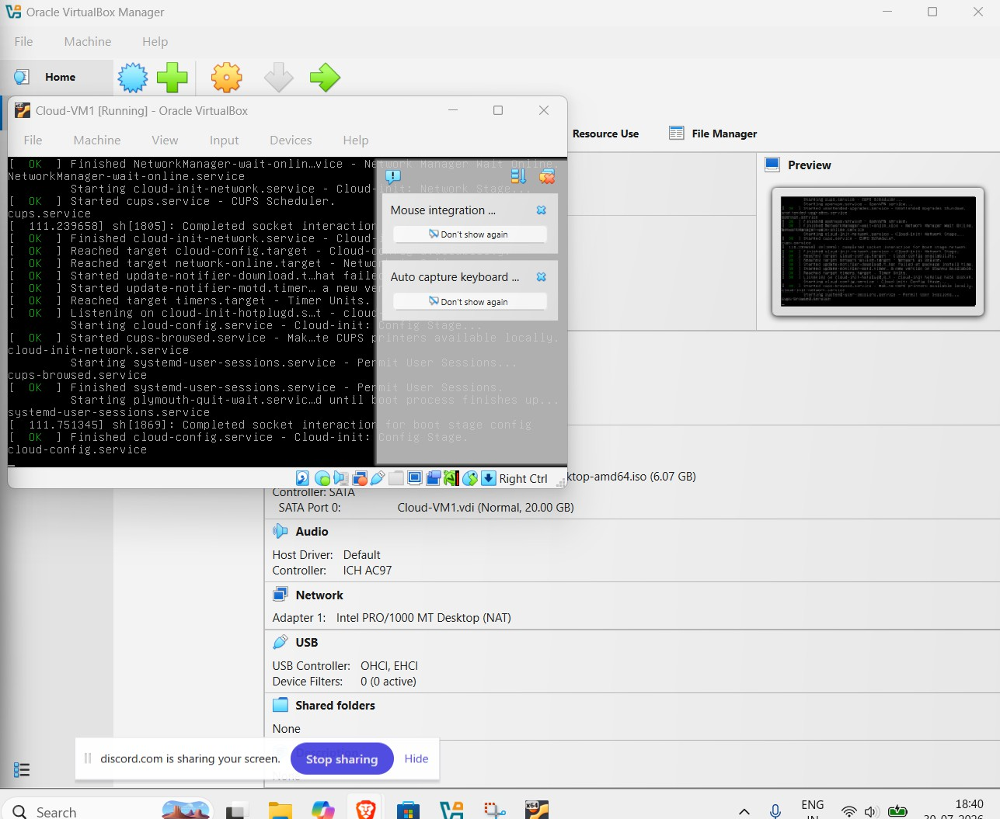 Oracle VirtualBox Manager
File Machine Help
Home
Cloud-VM1 [Running] - Oracle VirtualBox
File Machine View Input Devices Help
Resource Use
File Manager
Preview
[ OK ] Finished NetworkManager-wait-onlin…vice - Network Manager Wait Online.
NetworkManager-wait-online.service
Starting cloud-init-network.service - Cloud-init: Network Stage...
[ OK ] Started cups.service - CUPS Scheduler.
cups.service
[ 111.239658] sh[1805]: Completed socket interaction
[ OK ] Finished cloud-init-network.service - Cloud-
[ OK ] Reached target cloud-config.target - Cloud-c
[ OK ] Reached target network-online.target - Netwo
[ OK ] Started update-notifier-download.t…hat failed
[ OK ] Started update-notifier-motd.timer… a new ver
[ OK ] Reached target timers.target - Timer Units.
[ OK ] Listening on cloud-init-hotplugd.s…t - cloud-
Starting cloud-config.service - Cloud-init: Config Stage...
[ OK ] Started cups-browsed.service - Mak…te CUPS printers available locally.
cloud-init-network.service
Starting systemd-user-sessions.service - Permit User Sessions...
cups-browsed.service
[ OK ] Finished systemd-user-sessions.service - Permit User Sessions.
Starting plymouth-quit-wait.servic…d until boot process finishes up...
systemd-user-sessions.service
[ 111.751345] sh[1869]: Completed socket interaction for boot stage config
[ OK ] Finished cloud-config.service - Cloud-init: Config Stage.
cloud-config.service
Mouse integration ...
Don't show again
Auto capture keyboard ...
Don't show again
Right Ctrl
ktop-amd64.iso (6.07 GB)
Controller: SATA
SATA Port 0: Cloud-VM1.vdi (Normal, 20.00 GB)
Audio
Host Driver: Default
Controller: ICH AC97
Network
Adapter 1: Intel PRO/1000 MT Desktop (NAT)
USB
USB Controller: OHCI, EHCI
Device Filters: 0 (0 active)
Shared folders
None
discord.com is sharing your screen. Stop sharing Hide
Search
ENG
IN
18:40